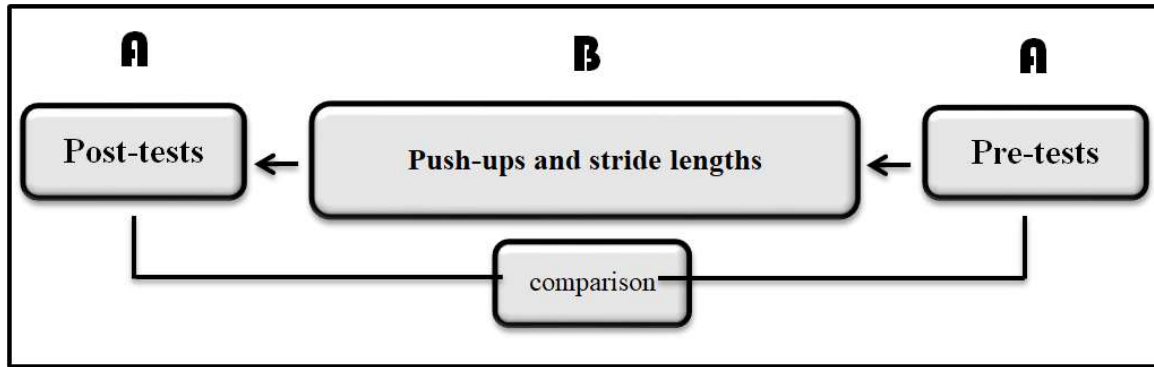 A
B
A
Post-tests
Push-ups and stride lengths
Pre-tests
comparison